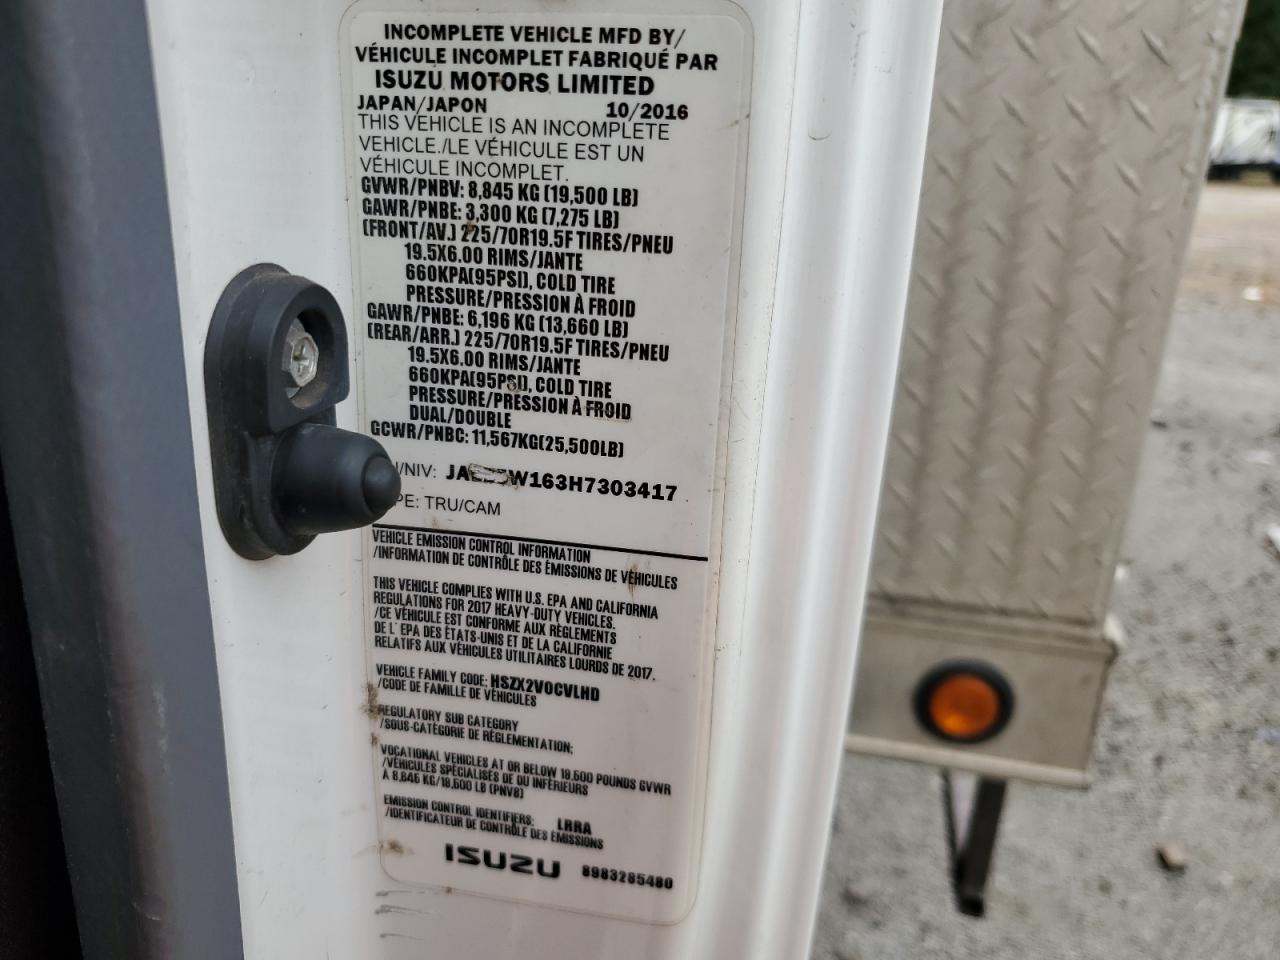 INCOMPLETE VEHICLE MFD BY/
VÉHICULE INCOMPLET FABRIQUÉ PAR
ISUZU MOTORS LIMITED
JAPAN/JAPON 10/2016
THIS VEHICLE IS AN INCOMPLETE
VEHICLE./LE VÉHICULE EST UN
VÉHICULE INCOMPLET.
GVWR/PNBV: 8,845 KG (19,500 LB)
GAWR/PNBE: 3,300 KG (7,275 LB)
(FRONT/AV.) 225/70R19.5F TIRES/PNEU
19.5X6.00 RIMS/JANTE
660KPA(95PSI), COLD TIRE
PRESSURE/PRESSION À FROID
GAWR/PNBE: 6,196 KG (13,660 LB)
(REAR/ARR.) 225/70R19.5F TIRES/PNEU
19.5X6.00 RIMS/JANTE
660KPA(95PSI), COLD TIRE
PRESSURE/PRESSION À FROID
DUAL/DOUBLE
GCWR/PNBC: 11,567KG(25,500LB)
/NIV: JA W163H7303417
PE: TRU/CAM
VEHICLE EMISSION CONTROL INFORMATION
/INFORMATION DE CONTRÔLE DES ÉMISSIONS DE VÉHICULES
THIS VEHICLE COMPLIES WITH U.S. EPA AND CALIFORNIA
REGULATIONS FOR 2017 HEAVY-DUTY VEHICLES.
/CE VÉHICULE EST CONFORME AUX RÈGLEMENTS
DE L'EPA DES ÉTATS-UNIS ET DE LA CALIFORNIE
RELATIFS AUX VÉHICULES UTILITAIRES LOURDS DE 2017.
VEHICLE FAMILY CODE: HSZX2VOCVLHD
/CODE DE FAMILLE DE VÉHICULES
REGULATORY SUB CATEGORY
/SOUS-CATÉGORIE DE RÉGLEMENTATION:
VOCATIONAL VEHICLES AT OR BELOW 19,500 POUNDS GVWR
/VÉHICULES SPÉCIALISÉS DE OU INFÉRIEURS
À 8,845 KG/19,500 LB (PNVB)
EMISSION CONTROL IDENTIFIERS: LRRA
/IDENTIFICATEUR DE CONTRÔLE DES ÉMISSIONS
ISUZU 8983285480